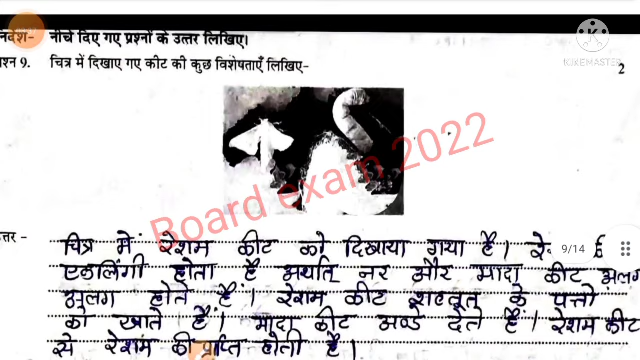 निर्देश- नीचे दिए गए प्रश्नों के उत्तर लिखिए।
प्रश्न 9. चित्र में दिखाए गए कीट की कुछ विशेषताएँ लिखिए- 2
KINEMASTER
Board exam 2022
उत्तर - चित्र में रेशम कीट को दिखाया गया है। रे
9/14
एकलिंगी होता है अर्थात् नर और मादा कीट अलग
अलग होते हैं। रेशम कीट शहतूत के पत्तो
को खाते हैं। मादा कीट अण्डे देते हैं। रेशम कीट
से रेशम की प्राप्ति होती है।